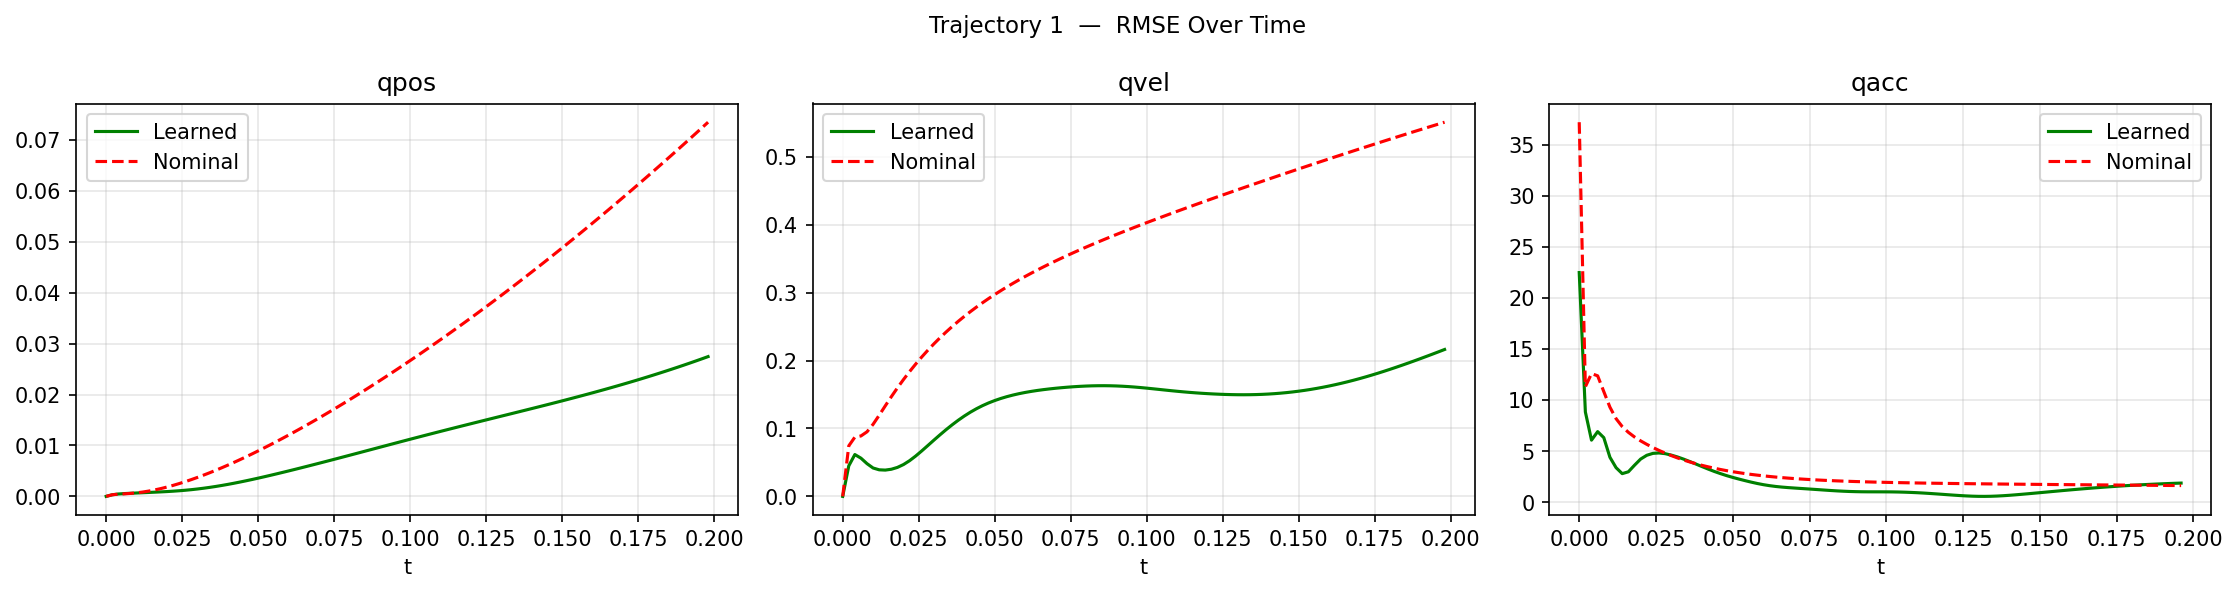 Trajectory 1 — RMSE Over Time
qpos
Learned
Nominal
0.07
0.06
0.05
0.04
0.03
0.02
0.01
0.00
0.000 0.025 0.050 0.075 0.100 0.125 0.150 0.175 0.200
t
qvel
Learned
Nominal
0.5
0.4
0.3
0.2
0.1
0.0
0.000 0.025 0.050 0.075 0.100 0.125 0.150 0.175 0.200
t
qacc
Learned
Nominal
35
30
25
20
15
10
5
0
0.000 0.025 0.050 0.075 0.100 0.125 0.150 0.175 0.200
t